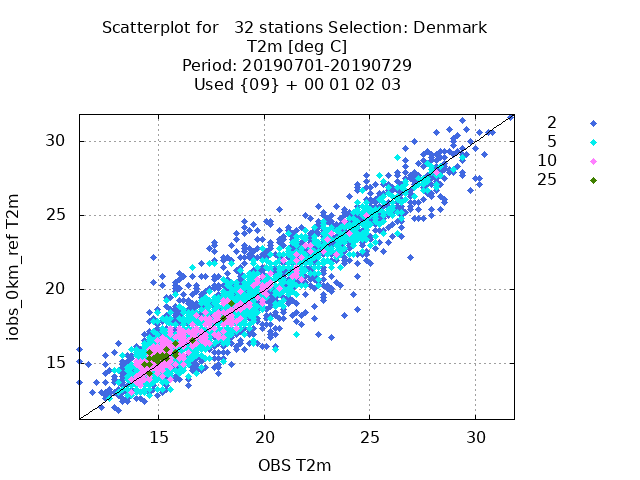 Scatterplot for   32 stations Selection: Denmark
T2m [deg C]
Period: 20190701-20190729
Used {09} + 00 01 02 03
2
5
10
25
30
25
20
15
iobs_0km_ref T2m
15 20 25 30
OBS T2m